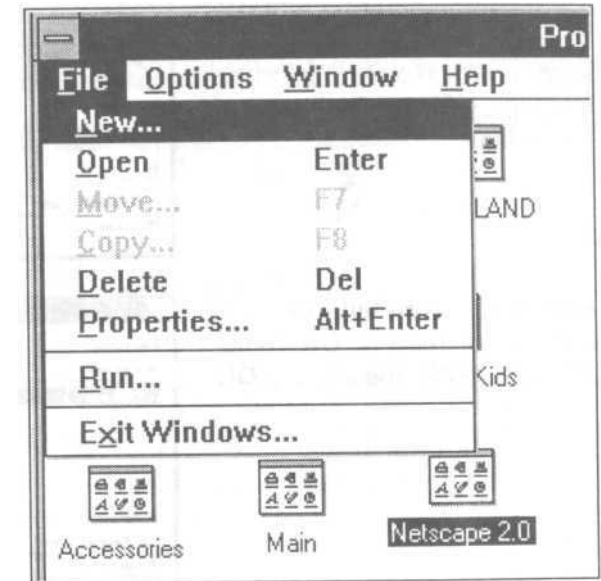 Pro
File Options Window Help
New...
Open Enter
Move... F7
Copy... F8
Delete Del
Properties... Alt+Enter
Run...
Exit Windows...
LAND
Kids
Accessories Main Netscape 2.0